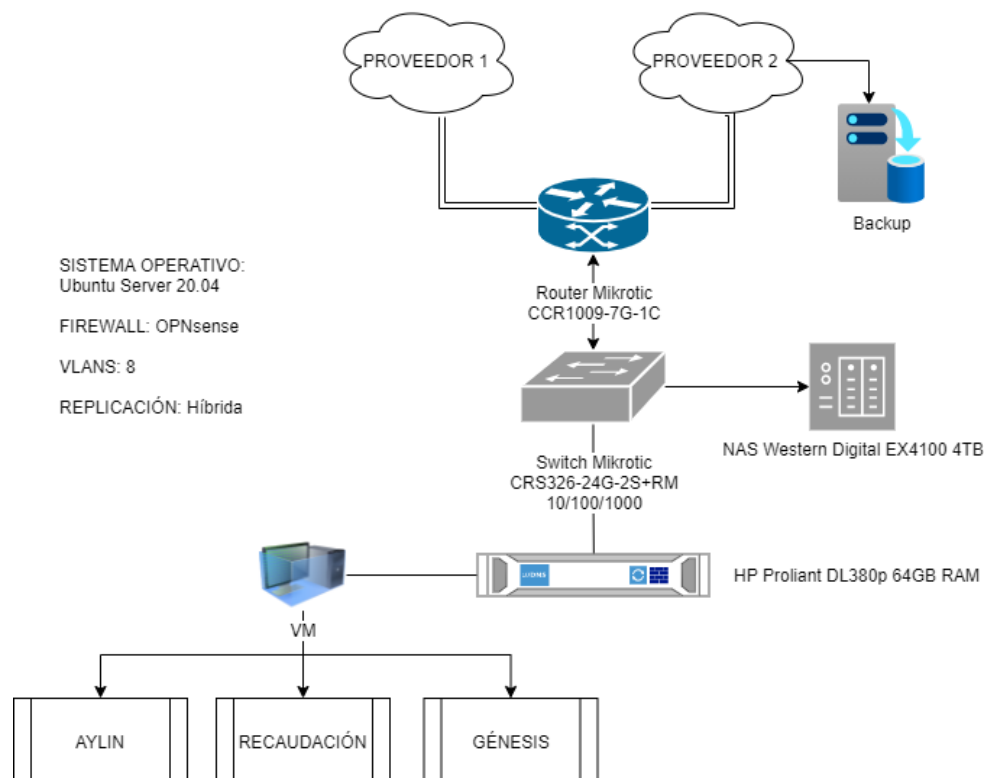 PROVEEDOR 1
PROVEEDOR 2
Backup
SISTEMA OPERATIVO:
Ubuntu Server 20.04
FIREWALL: OPNsense
VLANS: 8
REPLICACIÓN: Híbrida
Router Mikrotic
CCR1009-7G-1C
NAS Western Digital EX4100 4TB
Switch Mikrotic
CRS326-24G-2S+RM
10/100/1000
HP Proliant DL380p 64GB RAM
VM
AYLIN
RECAUDACIÓN
GÉNESIS